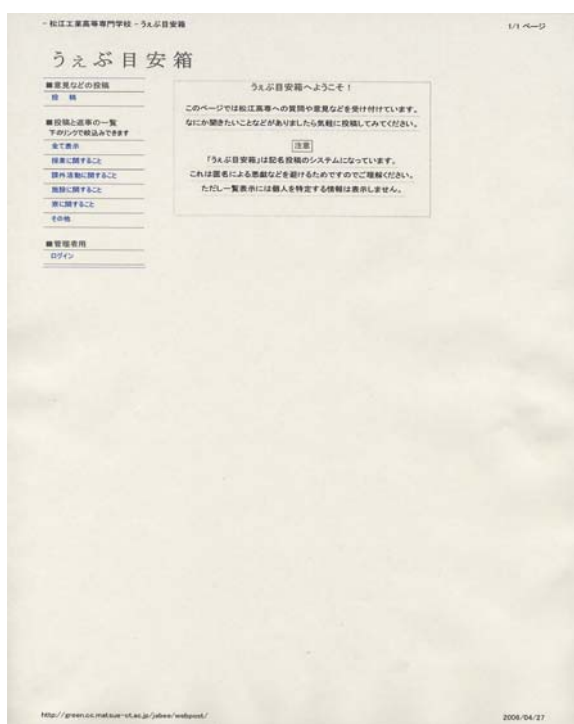 - 松江工業高等専門学校 - うぇぶ目安箱
1/1 ページ
うぇぶ目安箱
■意見などの投稿
投 稿
■投稿と返事の一覧
下のリンクで絞込みできます
全て表示
授業に関すること
課外活動に関すること
施設に関すること
寮に関すること
その他
■管理者用
ログイン
うぇぶ目安箱へようこそ！
このページでは松江高専への質問や意見などを受け付けています。
なにか聞きたいことなどがありましたら気軽に投稿してみてください。
注意
「うぇぶ目安箱」は記名投稿のシステムになっています。
これは匿名による悪戯などを避けるためですのでご理解ください。
ただし一覧表示には個人を特定する情報は表示しません。
http://green.cc.matsue-ct.ac.jp/jabee/webpost/
2006/04/27